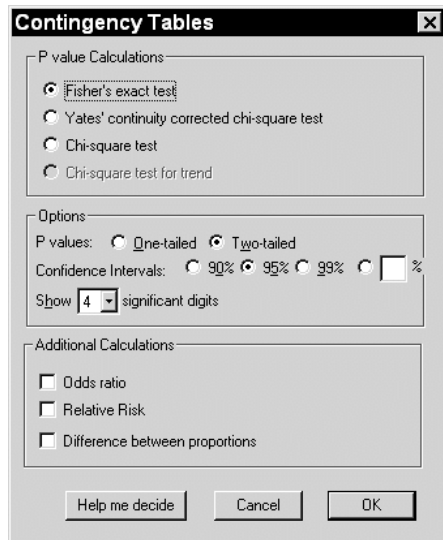 Contingency Tables
P value Calculations
Fisher's exact test
Yates' continuity corrected chi-square test
Chi-square test
Chi-square test for trend
Options
P values: One-tailed Two-tailed
Confidence Intervals: 90% 95% 99% %
Show 4 significant digits
Additional Calculations
Odds ratio
Relative Risk
Difference between proportions
Help me decide Cancel OK